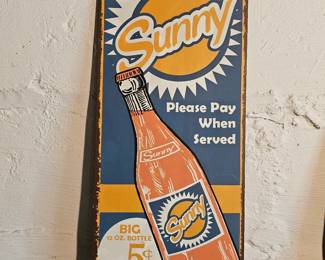 Sunny
Please Pay
When
Served
Sunny
Sunny
BIG
12 OZ. BOTTLE
5¢